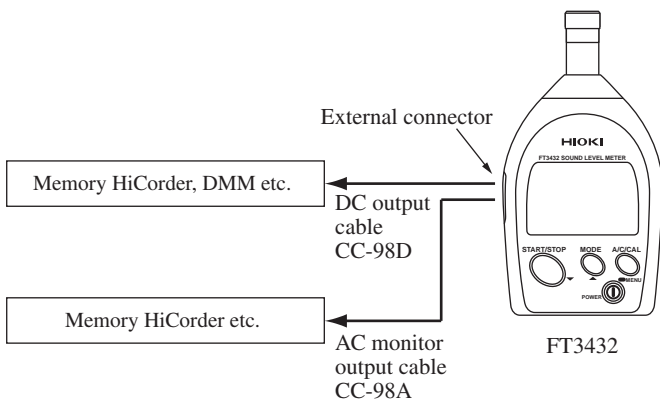 External connector
HIOKI
FT3432 SOUND LEVEL METER
Memory HiCorder, DMM etc.
DC output
cable
CC-98D
START/STOP
MODE
A/C/CAL
MENU
POWER
Memory HiCorder etc.
AC monitor
output cable
CC-98A
FT3432